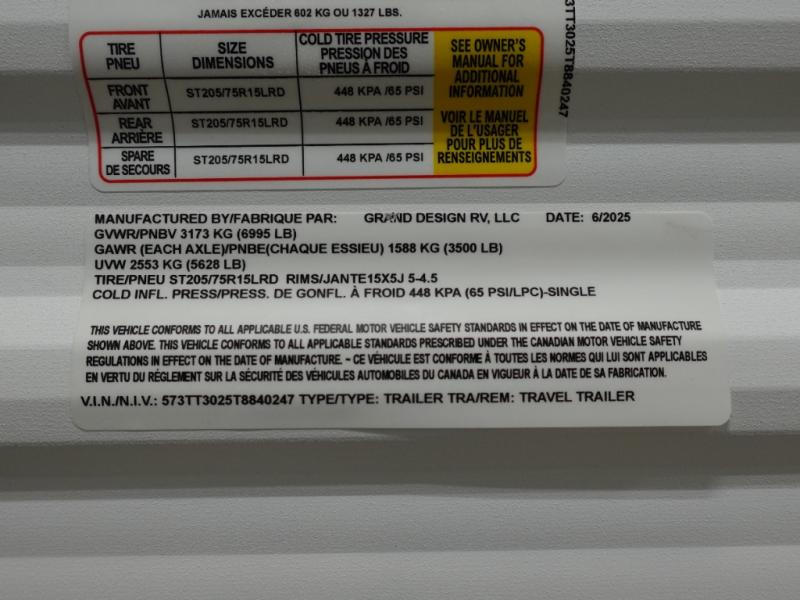 JAMAIS EXCÉDER 602 KG OU 1327 LBS.
TIRE PNEU SIZE DIMENSIONS COLD TIRE PRESSURE PRESSION DES PNEUS À FROID
FRONT AVANT ST205/75R15LRD 448 KPA /65 PSI
REAR ARRIÈRE ST205/75R15LRD 448 KPA /65 PSI
SPARE DE SECOURS ST205/75R15LRD 448 KPA /65 PSI
SEE OWNER'S
MANUAL FOR
ADDITIONAL
INFORMATION
VOIR LE MANUEL
DE L'USAGER
POUR PLUS DE
RENSEIGNEMENTS
3TT3025T8840247
MANUFACTURED BY/FABRIQUE PAR: GRAND DESIGN RV, LLC DATE: 6/2025
GVWR/PNBV 3173 KG (6995 LB)
GAWR (EACH AXLE)/PNBE(CHAQUE ESSIEU) 1588 KG (3500 LB)
UVW 2553 KG (5628 LB)
TIRE/PNEU ST205/75R15LRD RIMS/JANTE15X5J 5-4.5
COLD INFL. PRESS/PRESS. DE GONFL. À FROID 448 KPA (65 PSI/LPC)-SINGLE
THIS VEHICLE CONFORMS TO ALL APPLICABLE U.S. FEDERAL MOTOR VEHICLE SAFETY STANDARDS IN EFFECT ON THE DATE OF MANUFACTURE
SHOWN ABOVE. THIS VEHICLE CONFORMS TO ALL APPLICABLE STANDARDS PRESCRIBED UNDER THE CANADIAN MOTOR VEHICLE SAFETY
REGULATIONS IN EFFECT ON THE DATE OF MANUFACTURE. - CE VÉHICULE EST CONFORME À TOUTES LES NORMES QUI LUI SONT APPLICABLES
EN VERTU DU RÉGLEMENT SUR LA SÉCURITÉ DES VÉHICULES AUTOMOBILES DU CANADA EN VIGUEUR À LA DATE DE SA FABRICATION.
V.I.N./N.I.V.: 573TT3025T8840247 TYPE/TYPE: TRAILER TRA/REM: TRAVEL TRAILER